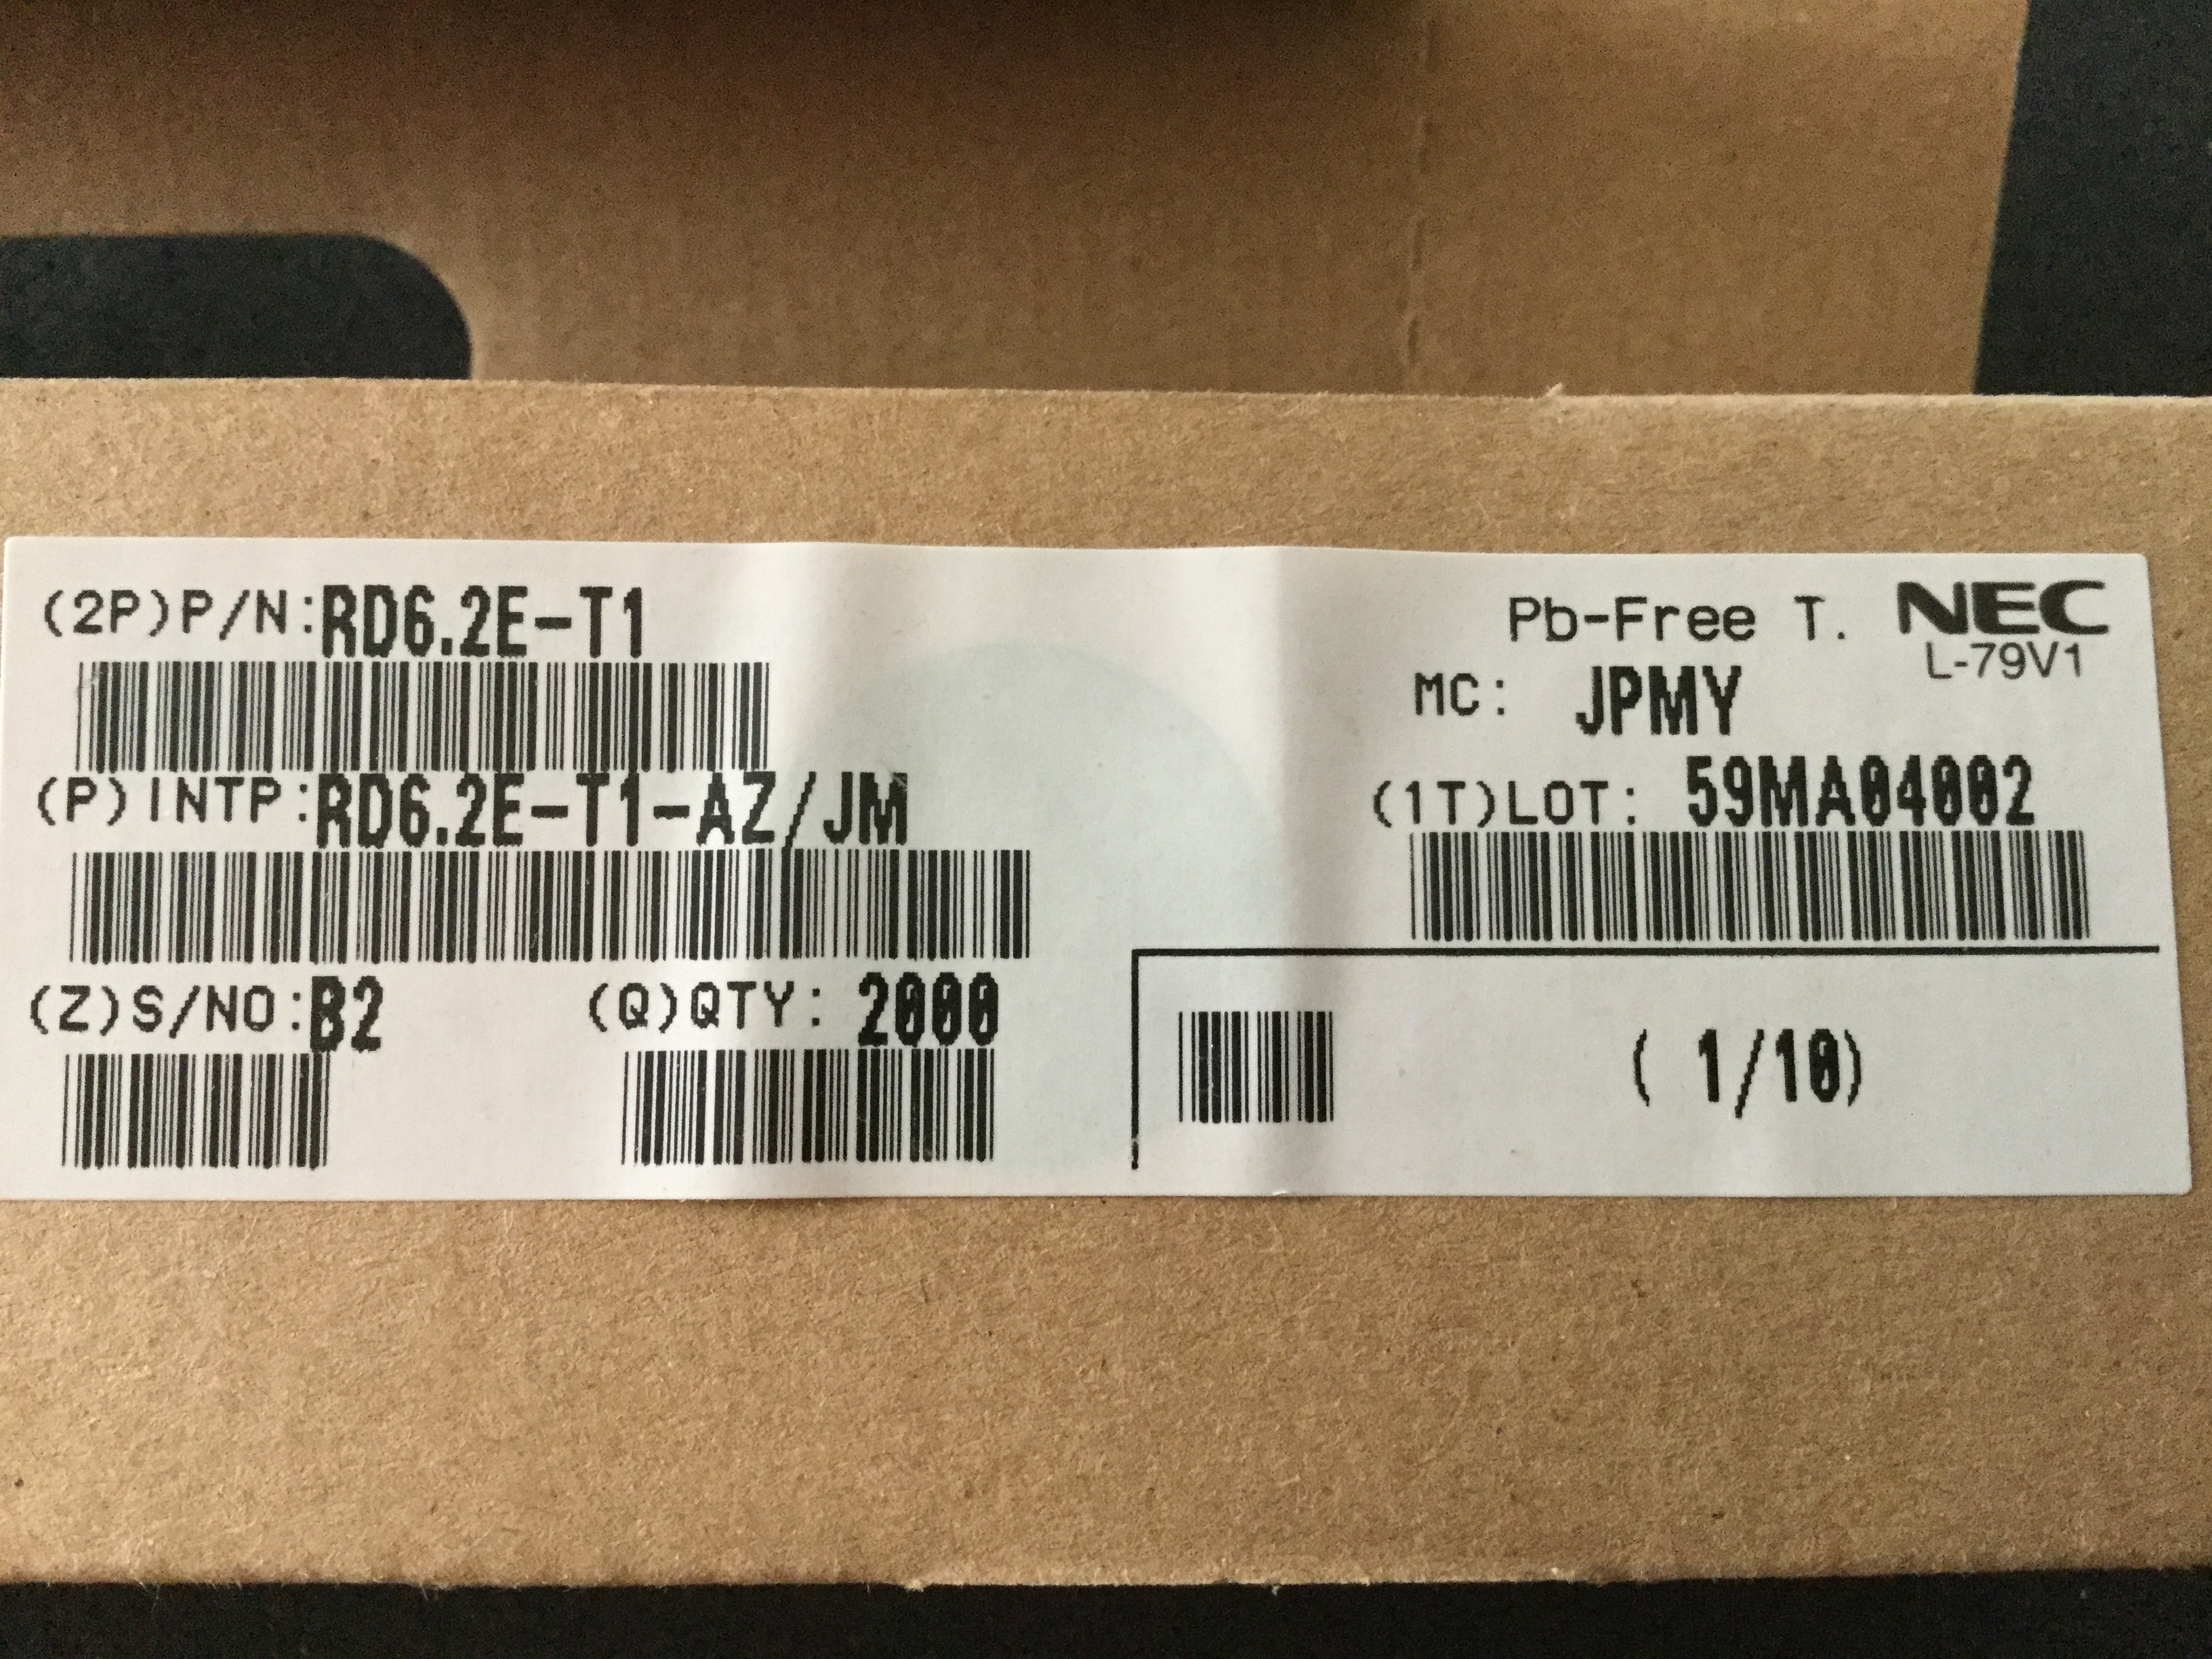 (2P)P/N:RD6.2E-T1
(P)INTP:RD6.2E-T1-AZ/JM
(Z)S/NO:B2
(Q)QTY: 2000
Pb-Free T. NEC
L-79V1
MC: JPMY
(1T)LOT: 59MA04002
( 1/10)